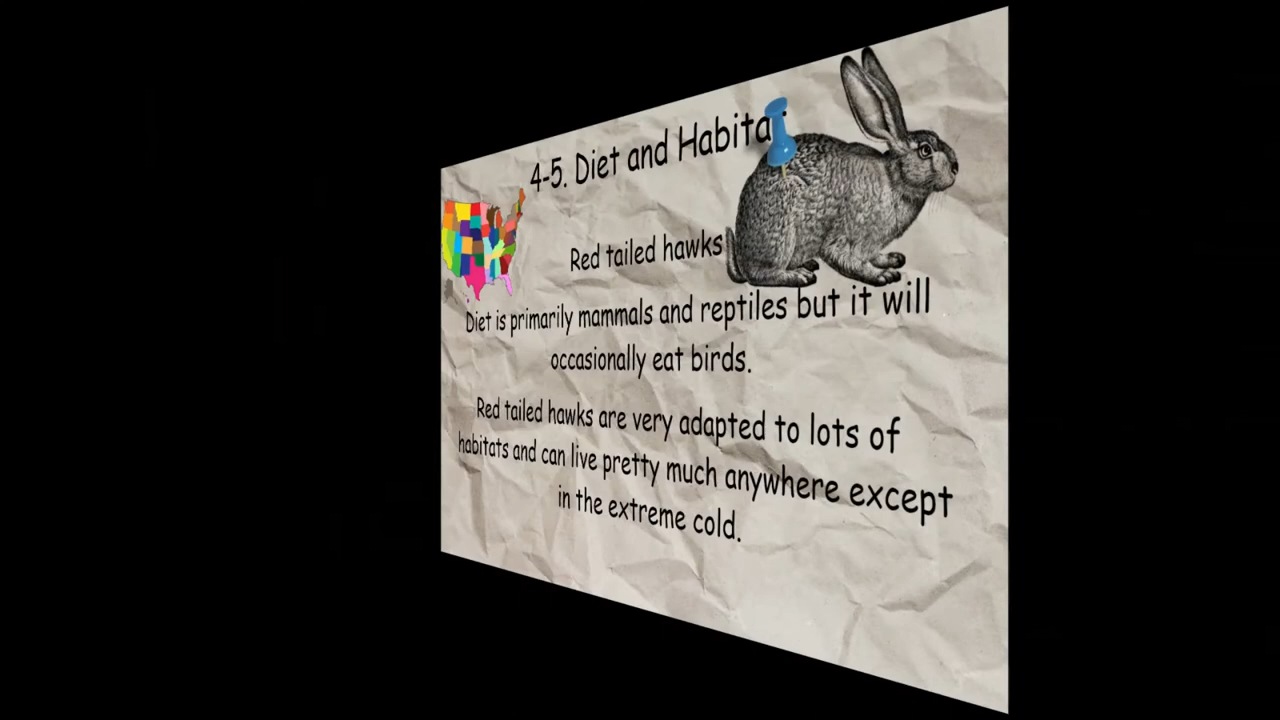 4-5. Diet and Habita
Red tailed hawks
Diet is primarily mammals and reptiles but it will
occasionally eat birds.
Red tailed hawks are very adapted to lots of
habitats and can live pretty much anywhere except
in the extreme cold.